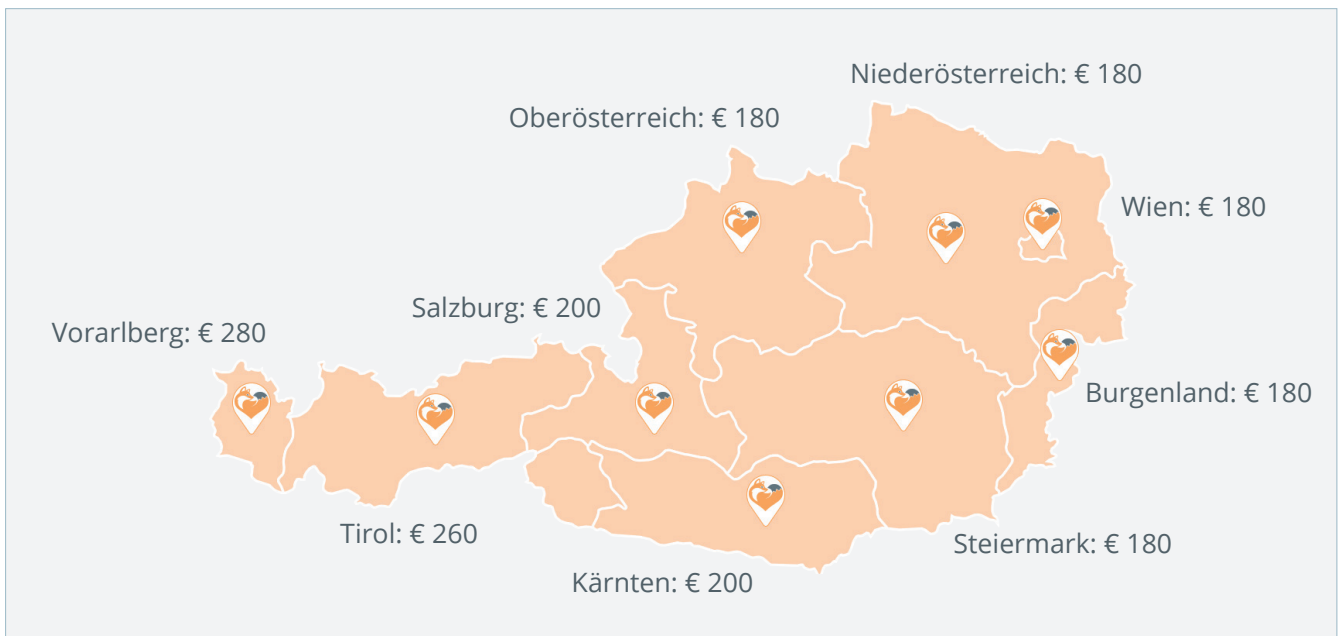 Niederösterreich: € 180
Oberösterreich: € 180
Wien: € 180
Salzburg: € 200
Vorarlberg: € 280
Burgenland: € 180
Tirol: € 260
Steiermark: € 180
Kärnten: € 200